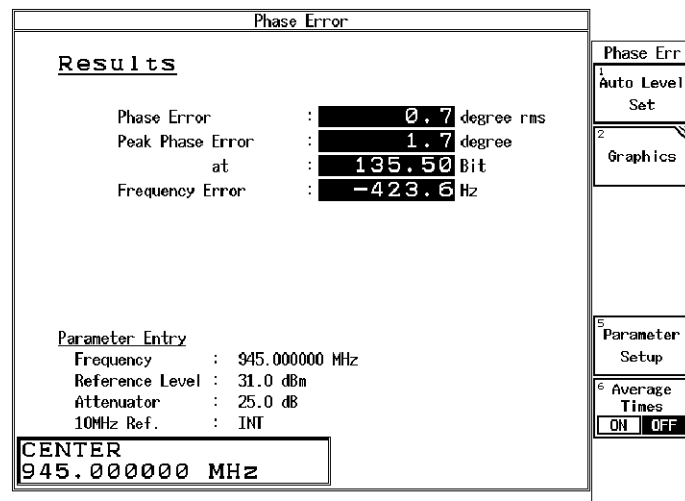 Phase Error
Results
Phase Error : 0.7 degree rms
Peak Phase Error : 1.7 degree
at : 135.50 Bit
Frequency Error : -423.6 Hz
Parameter Entry
Frequency : 945.000000 MHz
Reference Level : 31.0 dBm
Attenuator : 25.0 dB
10MHz Ref. : INT
CENTER
945.000000 MHz
Phase Err
1
Auto Level
Set
2
Graphics
5
Parameter
Setup
6 Average
Times
ON OFF